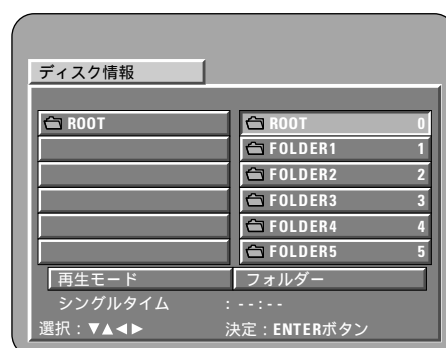 ディスク情報
ROOT ROOT 0
FOLDER1 1
FOLDER2 2
FOLDER3 3
FOLDER4 4
FOLDER5 5
再生モード フォルダー
シングルタイム :--:--
選択:▼▲◀▶ 決定:ENTERボタン